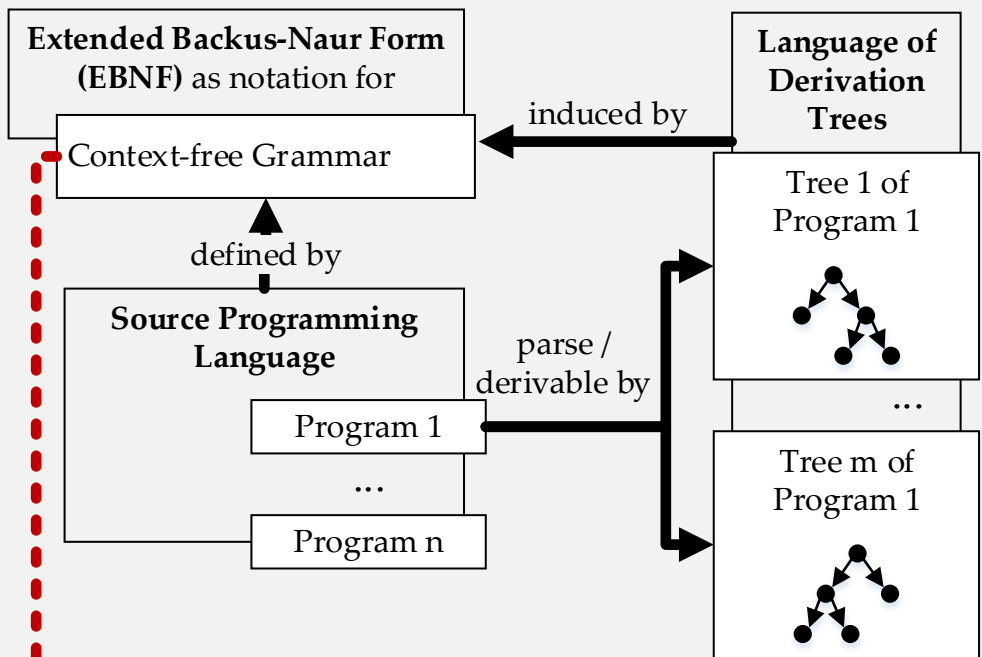 Extended Backus-Naur Form
(EBNF) as notation for
Context-free Grammar
induced by
Language of
Derivation
Trees
Tree 1 of
Program 1
defined by
Source Programming
Language
parse /
derivable by
Program 1
...
Program n
...
Tree m of
Program 1